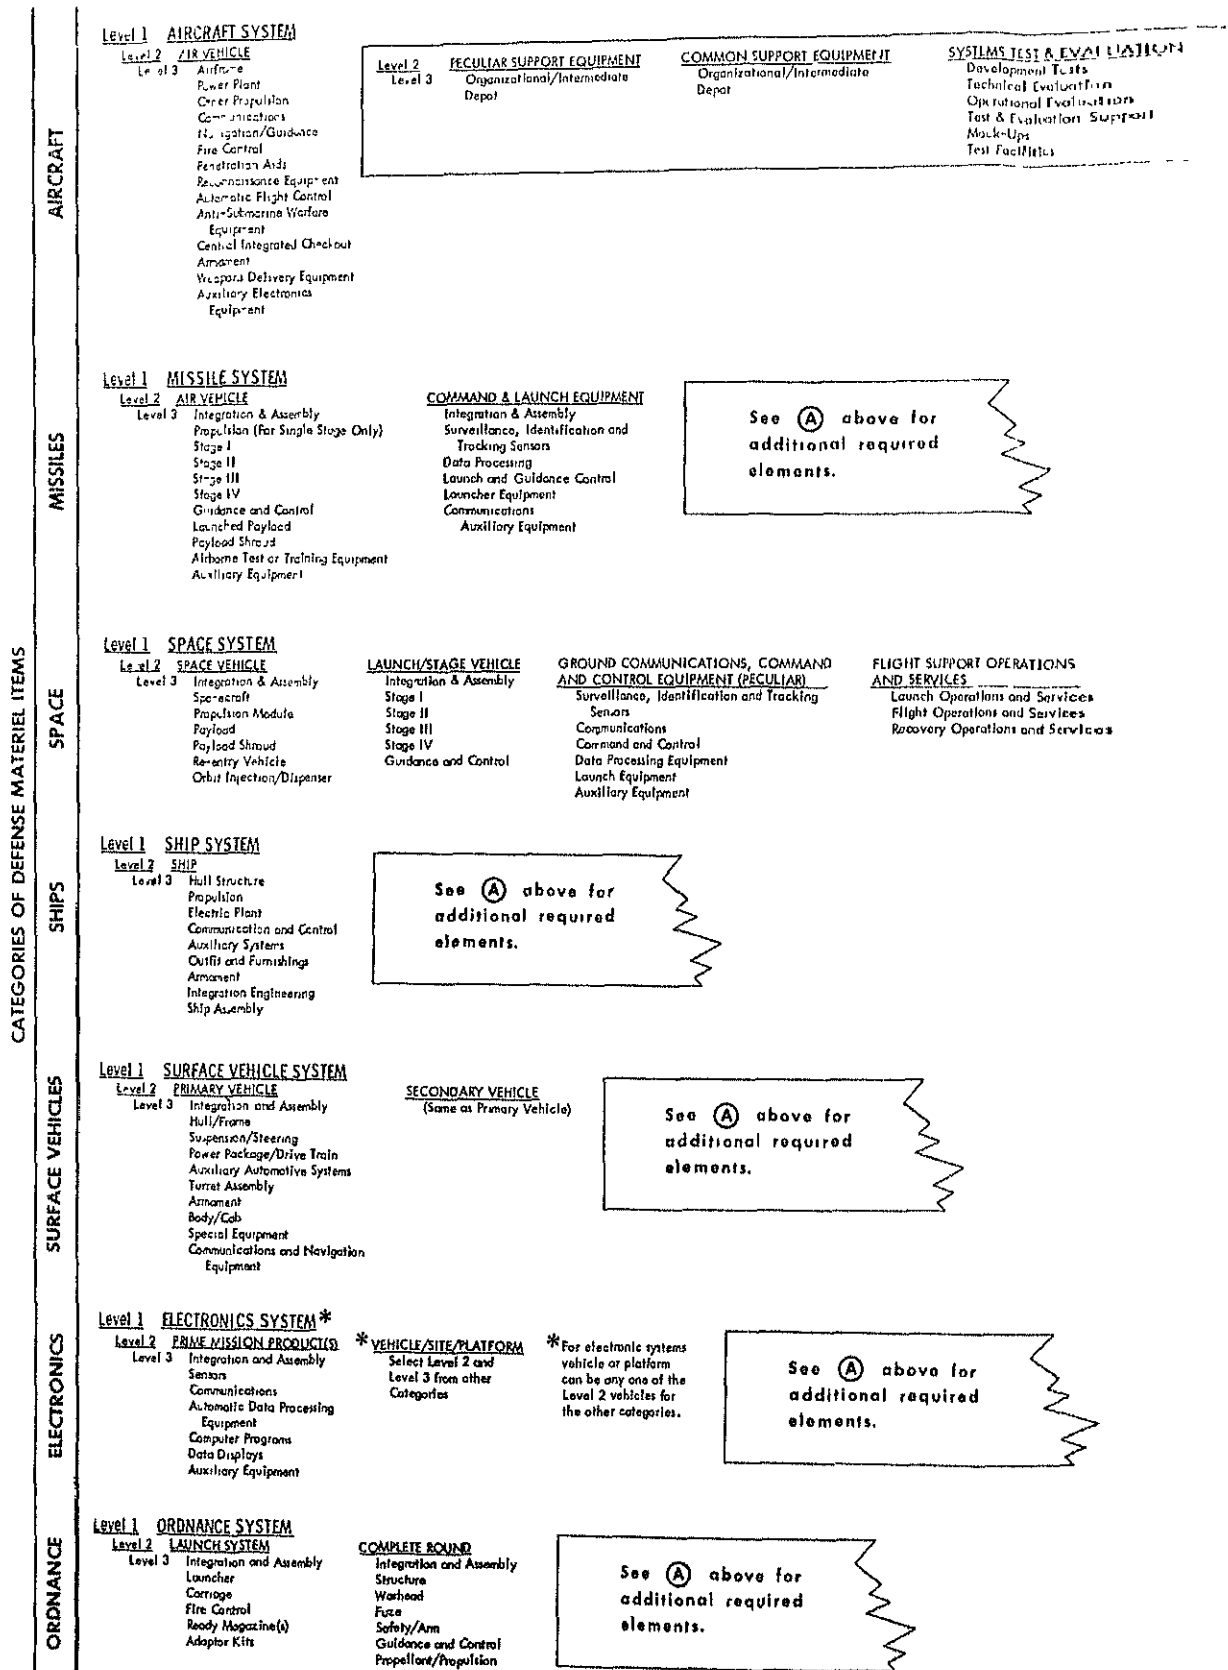 CATEGORIES OF DEFENSE MATERIEL ITEMS
AIRCRAFT
Level 1 AIRCRAFT SYSTEM
Level 2 AIR VEHICLE
Level 3 Airframe
Power Plant
Other Propulsion
Communications
Navigation/Guidance
Fire Control
Penetration Aids
Reconnaissance Equipment
Automatic Flight Control
Anti-Submarine Warfare
Equipment
Central Integrated Checkout
Armament
Weapons Delivery Equipment
Auxiliary Electronics
Equipment
Level 2 PECULIAR SUPPORT EQUIPMENT
Level 3 Organizational/Intermediate
Depot
COMMON SUPPORT EQUIPMENT
Organizational/Intermediate
Depot
SYSTEMS TEST & EVALUATION
Development Tests
Technical Evaluation
Operational Evaluation
Test & Evaluation Support
Mock-Ups
Test Facilities
MISSILES
Level 1 MISSILE SYSTEM
Level 2 AIR VEHICLE
Level 3 Integration & Assembly
Propulsion (For Single Stage Only)
Stage I
Stage II
Stage III
Stage IV
Guidance and Control
Launched Payload
Payload Shroud
Airborne Test or Training Equipment
Auxiliary Equipment
COMMAND & LAUNCH EQUIPMENT
Integration & Assembly
Surveillance, Identification and
Tracking Sensors
Data Processing
Launch and Guidance Control
Launcher Equipment
Communications
Auxiliary Equipment
See A above for
additional required
elements.
SPACE
Level 1 SPACE SYSTEM
Level 2 SPACE VEHICLE
Level 3 Integration & Assembly
Spacecraft
Propulsion Module
Payload
Payload Shroud
Re-entry Vehicle
Orbit Injection/Dispenser
LAUNCH/STAGE VEHICLE
Integration & Assembly
Stage I
Stage II
Stage III
Stage IV
Guidance and Control
GROUND COMMUNICATIONS, COMMAND
AND CONTROL EQUIPMENT (PECULIAR)
Surveillance, Identification and Tracking
Sensors
Communications
Command and Control
Data Processing Equipment
Launch Equipment
Auxiliary Equipment
FLIGHT SUPPORT OPERATIONS
AND SERVICES
Launch Operations and Services
Flight Operations and Services
Recovery Operations and Services
SHIPS
Level 1 SHIP SYSTEM
Level 2 SHIP
Level 3 Hull Structure
Propulsion
Electric Plant
Communication and Control
Auxiliary Systems
Outfit and Furnishings
Armament
Integration Engineering
Ship Assembly
See A above for
additional required
elements.
SURFACE VEHICLES
Level 1 SURFACE VEHICLE SYSTEM
Level 2 PRIMARY VEHICLE
Level 3 Integration and Assembly
Hull/Frame
Suspension/Steering
Power Package/Drive Train
Auxiliary Automotive Systems
Turret Assembly
Armament
Body/Cab
Special Equipment
Communications and Navigation
Equipment
SECONDARY VEHICLE
(Same as Primary Vehicle)
See A above for
additional required
elements.
ELECTRONICS
Level 1 ELECTRONICS SYSTEM*
Level 2 PRIME MISSION PRODUCT(S)
Level 3 Integration and Assembly
Sensors
Communications
Automatic Data Processing
Equipment
Computer Programs
Data Displays
Auxiliary Equipment
* VEHICLE/SITE/PLATFORM
Select Level 2 and
Level 3 from other
Categories
*For electronic systems
vehicle or platform
can be any one of the
Level 2 vehicles for
the other categories.
See A above for
additional required
elements.
ORDNANCE
Level 1 ORDNANCE SYSTEM
Level 2 LAUNCH SYSTEM
Level 3 Integration and Assembly
Launcher
Carriage
Fire Control
Ready Magazine(s)
Adaptor Kits
COMPLETE ROUND
Integration and Assembly
Structure
Warhead
Fuze
Safety/Arm
Guidance and Control
Propellant/Propulsion
See A above for
additional required
elements.